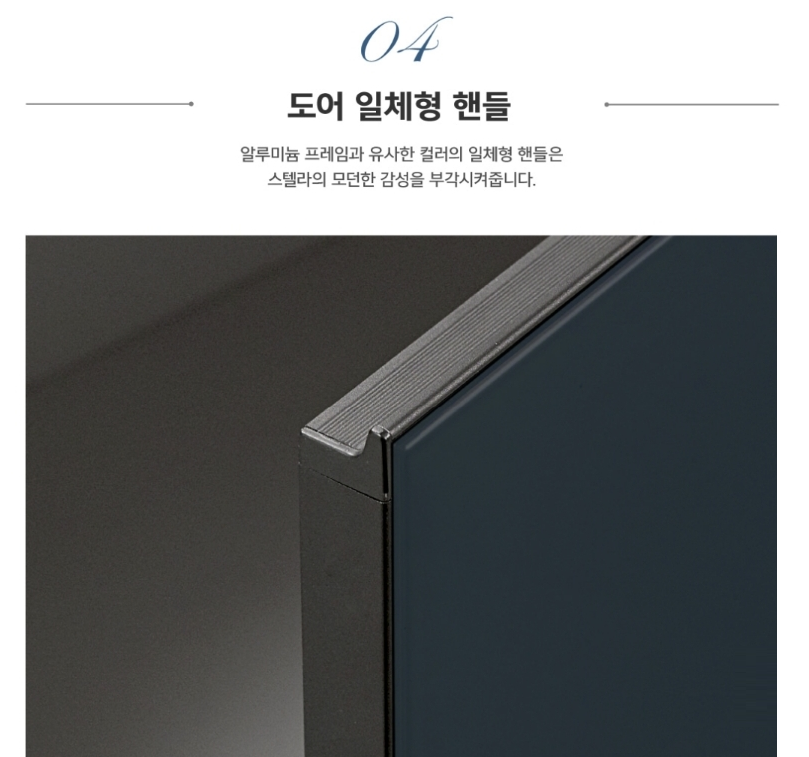 04
도어 일체형 핸들
알루미늄 프레임과 유사한 컬러의 일체형 핸들은
스텔라의 모던한 감성을 부각시켜줍니다.